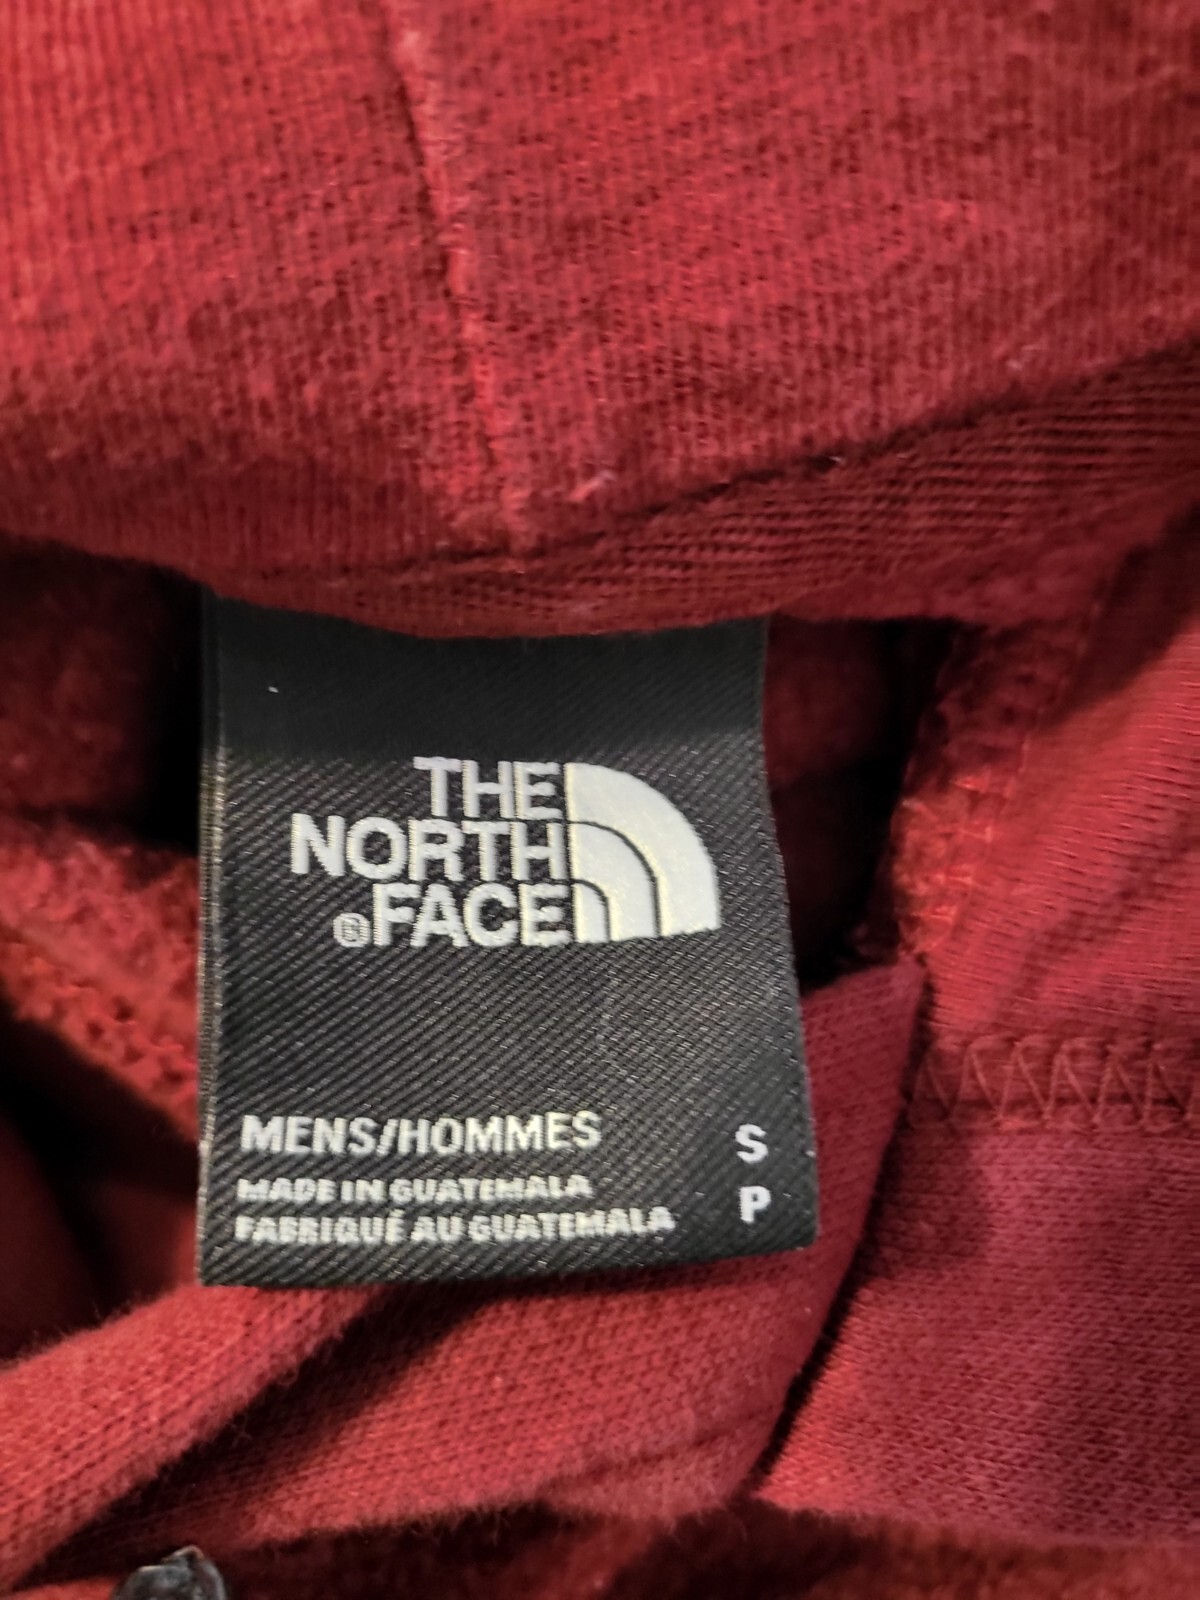 THE
NORTH
®FACE
MENS/HOMMES
MADE IN GUATEMALA
FABRIQUÉ AU GUATEMALA
S
P